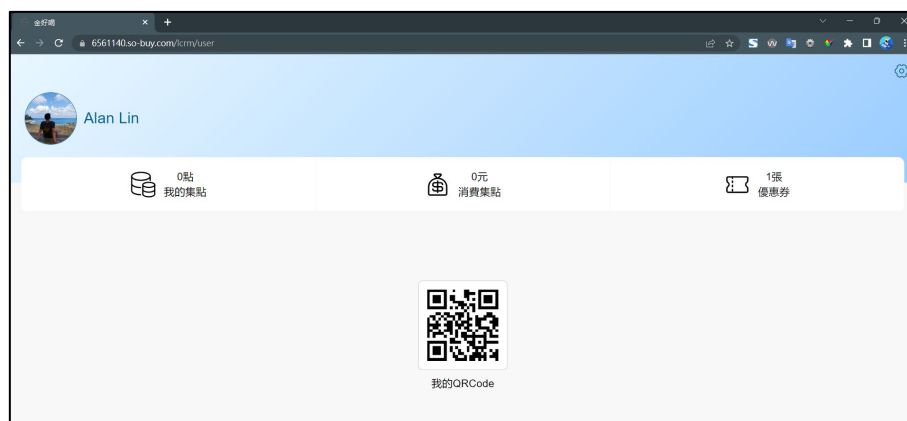 金好喝
6561140.so-buy.com/lcrm/user
Alan Lin
0點
我的集點
0元
消費集點
1張
優惠券
我的QRCode